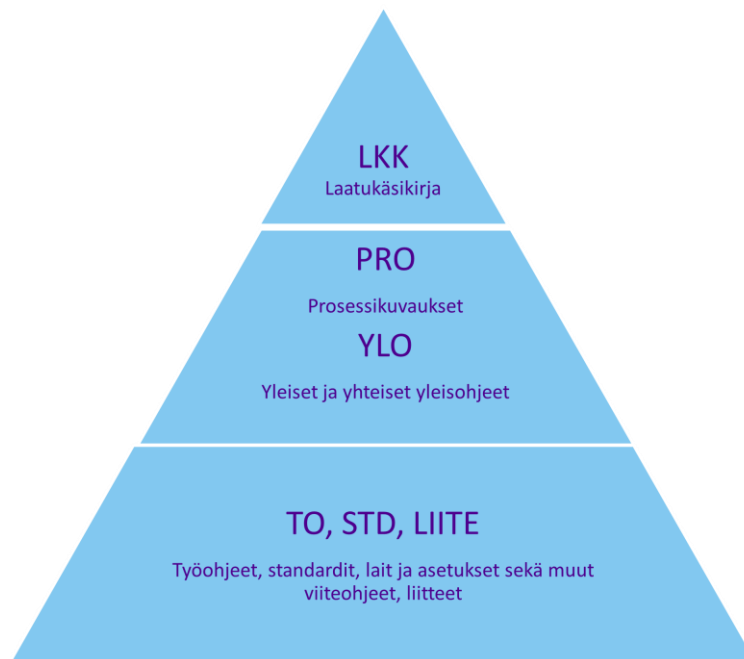 LKK
Laatukäsikirja
PRO
Prosessikuvaukset
YLO
Yleiset ja yhteiset yleisohjeet
TO, STD, LIITE
Työohjeet, standardit, lait ja asetukset sekä muut
viiteohjeet, liitteet